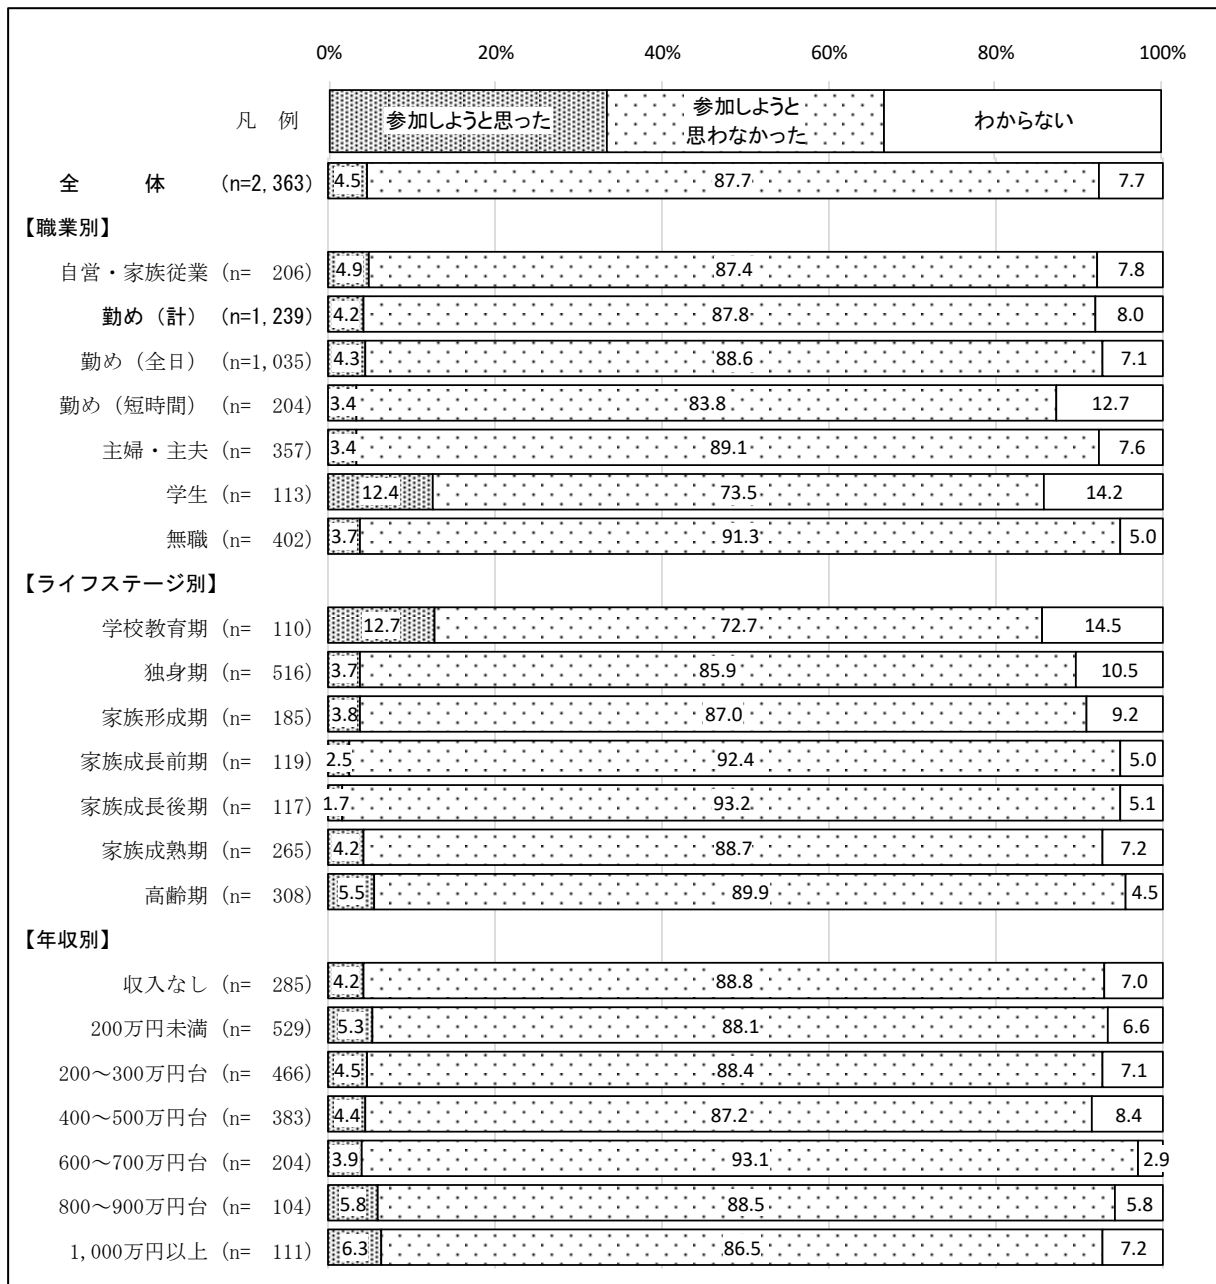 0% 20% 40% 60% 80% 100%
凡 例 参加しようと思った 参加しようと思わなかった わからない
全 体 (n=2,363) 4.5 87.7 7.7
【職業別】
自営・家族従業 (n= 206) 4.9 87.4 7.8
勤め（計） (n=1,239) 4.2 87.8 8.0
勤め（全日） (n=1,035) 4.3 88.6 7.1
勤め（短時間） (n= 204) 3.4 83.8 12.7
主婦・主夫 (n= 357) 3.4 89.1 7.6
学生 (n= 113) 12.4 73.5 14.2
無職 (n= 402) 3.7 91.3 5.0
【ライフステージ別】
学校教育期 (n= 110) 12.7 72.7 14.5
独身期 (n= 516) 3.7 85.9 10.5
家族形成期 (n= 185) 3.8 87.0 9.2
家族成長前期 (n= 119) 2.5 92.4 5.0
家族成長後期 (n= 117) 1.7 93.2 5.1
家族成熟期 (n= 265) 4.2 88.7 7.2
高齢期 (n= 308) 5.5 89.9 4.5
【年収別】
収入なし (n= 285) 4.2 88.8 7.0
200万円未満 (n= 529) 5.3 88.1 6.6
200～300万円台 (n= 466) 4.5 88.4 7.1
400～500万円台 (n= 383) 4.4 87.2 8.4
600～700万円台 (n= 204) 3.9 93.1 2.9
800～900万円台 (n= 104) 5.8 88.5 5.8
1,000万円以上 (n= 111) 6.3 86.5 7.2